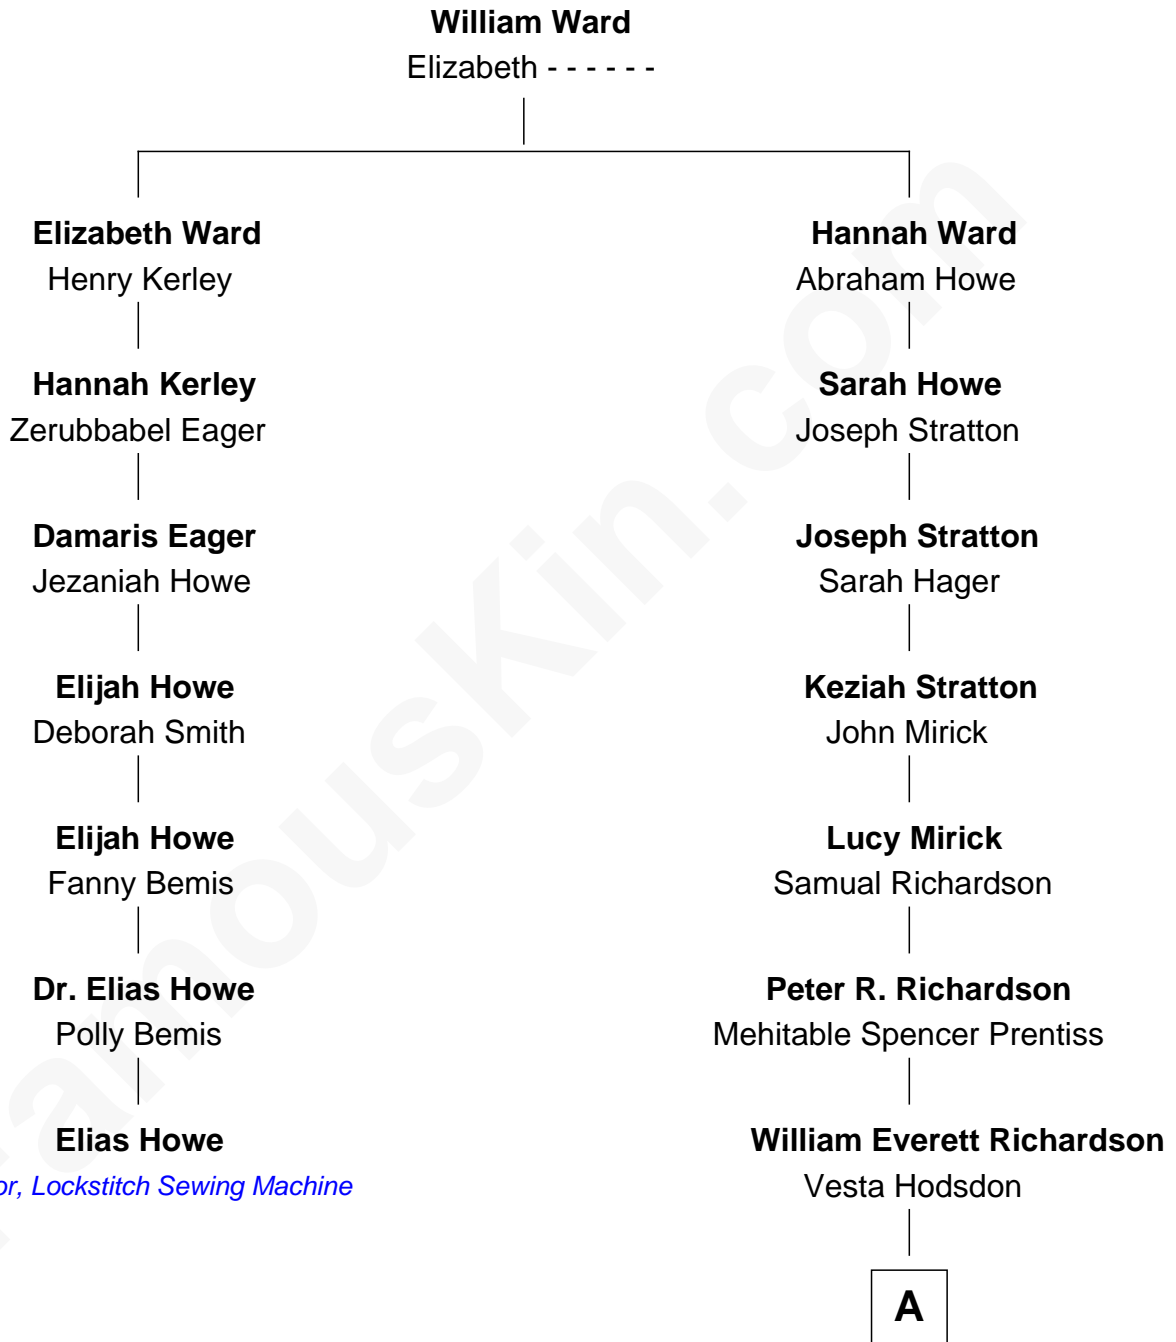 William Ward
Elizabeth - - - - - -
Elizabeth Ward
Henry Kerley
Hannah Ward
Abraham Howe
Hannah Kerley
Zerubbabel Eager
Sarah Howe
Joseph Stratton
Damaris Eager
Jezaniah Howe
Joseph Stratton
Sarah Hager
Elijah Howe
Deborah Smith
Keziah Stratton
John Mirick
Elijah Howe
Fanny Bemis
Lucy Mirick
Samual Richardson
Dr. Elias Howe
Polly Bemis
Peter R. Richardson
Mehitable Spencer Prentiss
Elias Howe
or, Lockstitch Sewing Machine
William Everett Richardson
Vesta Hodsdon
A
FamousKin.com